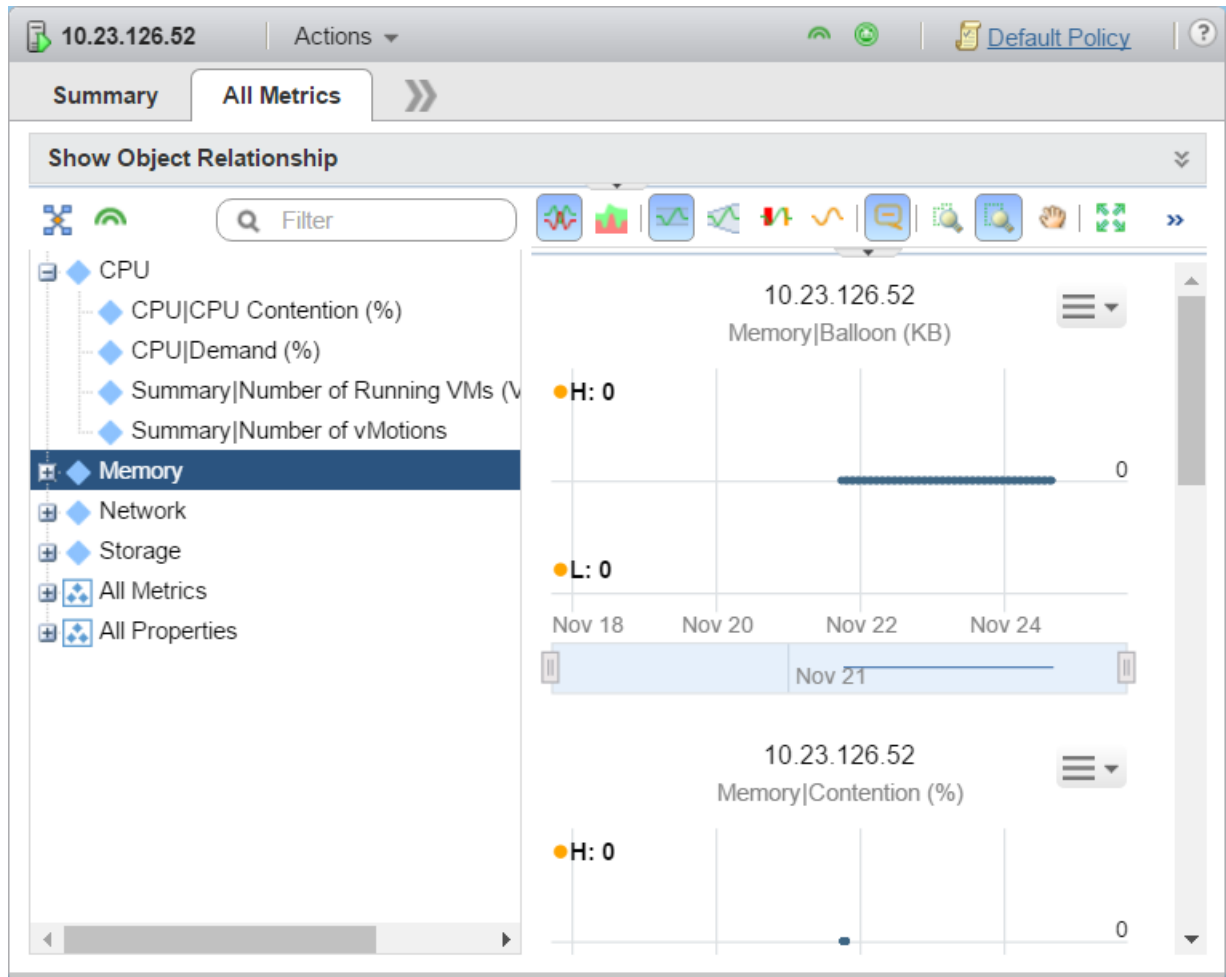 10.23.126.52 Actions Default Policy ?
Summary All Metrics
Show Object Relationship
Filter
CPU
CPU|CPU Contention (%)
CPU|Demand (%)
Summary|Number of Running VMs (V
Summary|Number of vMotions
Memory
Network
Storage
All Metrics
All Properties
10.23.126.52
Memory|Balloon (KB)
H: 0
0
L: 0
Nov 18 Nov 20 Nov 22 Nov 24
Nov 21
10.23.126.52
Memory|Contention (%)
H: 0
0